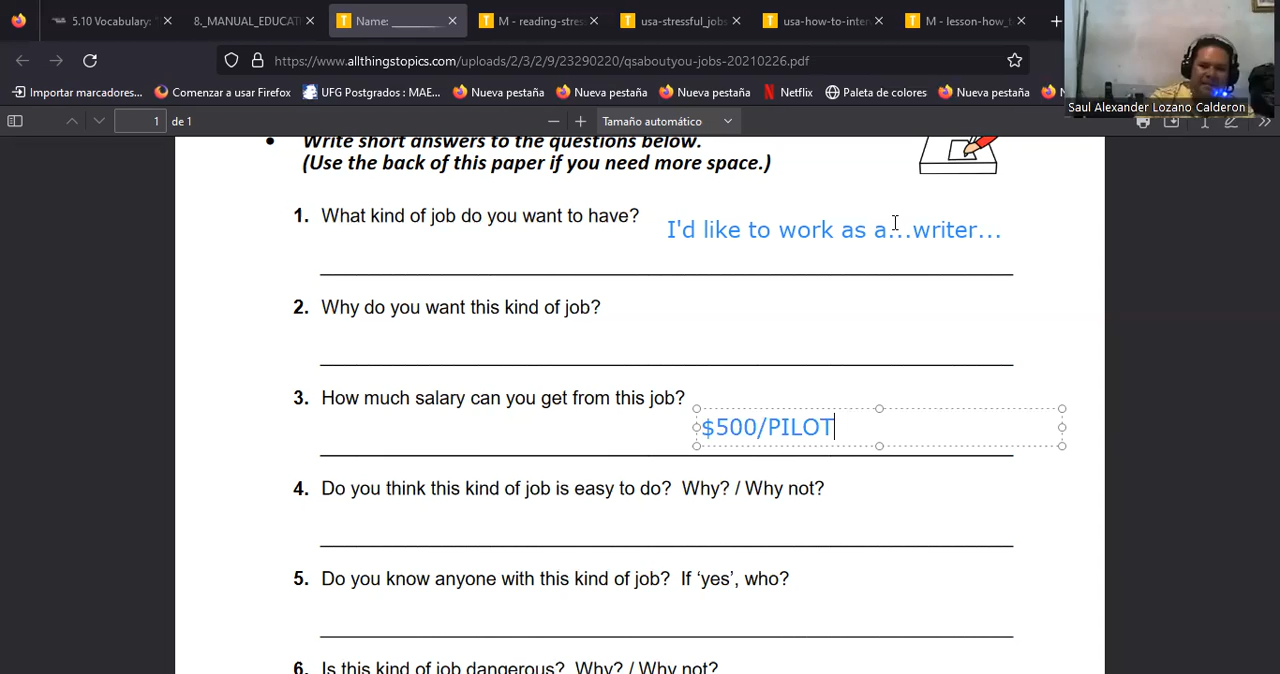 5.10 Vocabulary:
8._MANUAL_EDUCATI
Name: ________
M - reading-stres
usa-stressful_jobs
usa-how-to-inter
M - lesson-how_t
https://www.allthingstopics.com/uploads/2/3/2/9/23290220/qsaboutyou-jobs-20210226.pdf
Importar marcadores...
Comenzar a usar Firefox
UFG Postgrados : MAE...
Nueva pestaña
Nueva pestaña
Nueva pestaña
Netflix
Paleta de colores
Nueva pestaña
Saul Alexander Lozano Calderon
1
de 1
Tamaño automático
• Write short answers to the questions below.
(Use the back of this paper if you need more space.)
1. What kind of job do you want to have?
I'd like to work as a...writer...
2. Why do you want this kind of job?
3. How much salary can you get from this job?
$500/PILOT
4. Do you think this kind of job is easy to do? Why? / Why not?
5. Do you know anyone with this kind of job? If ‘yes’, who?
6. Is this kind of job dangerous? Why? / Why not?